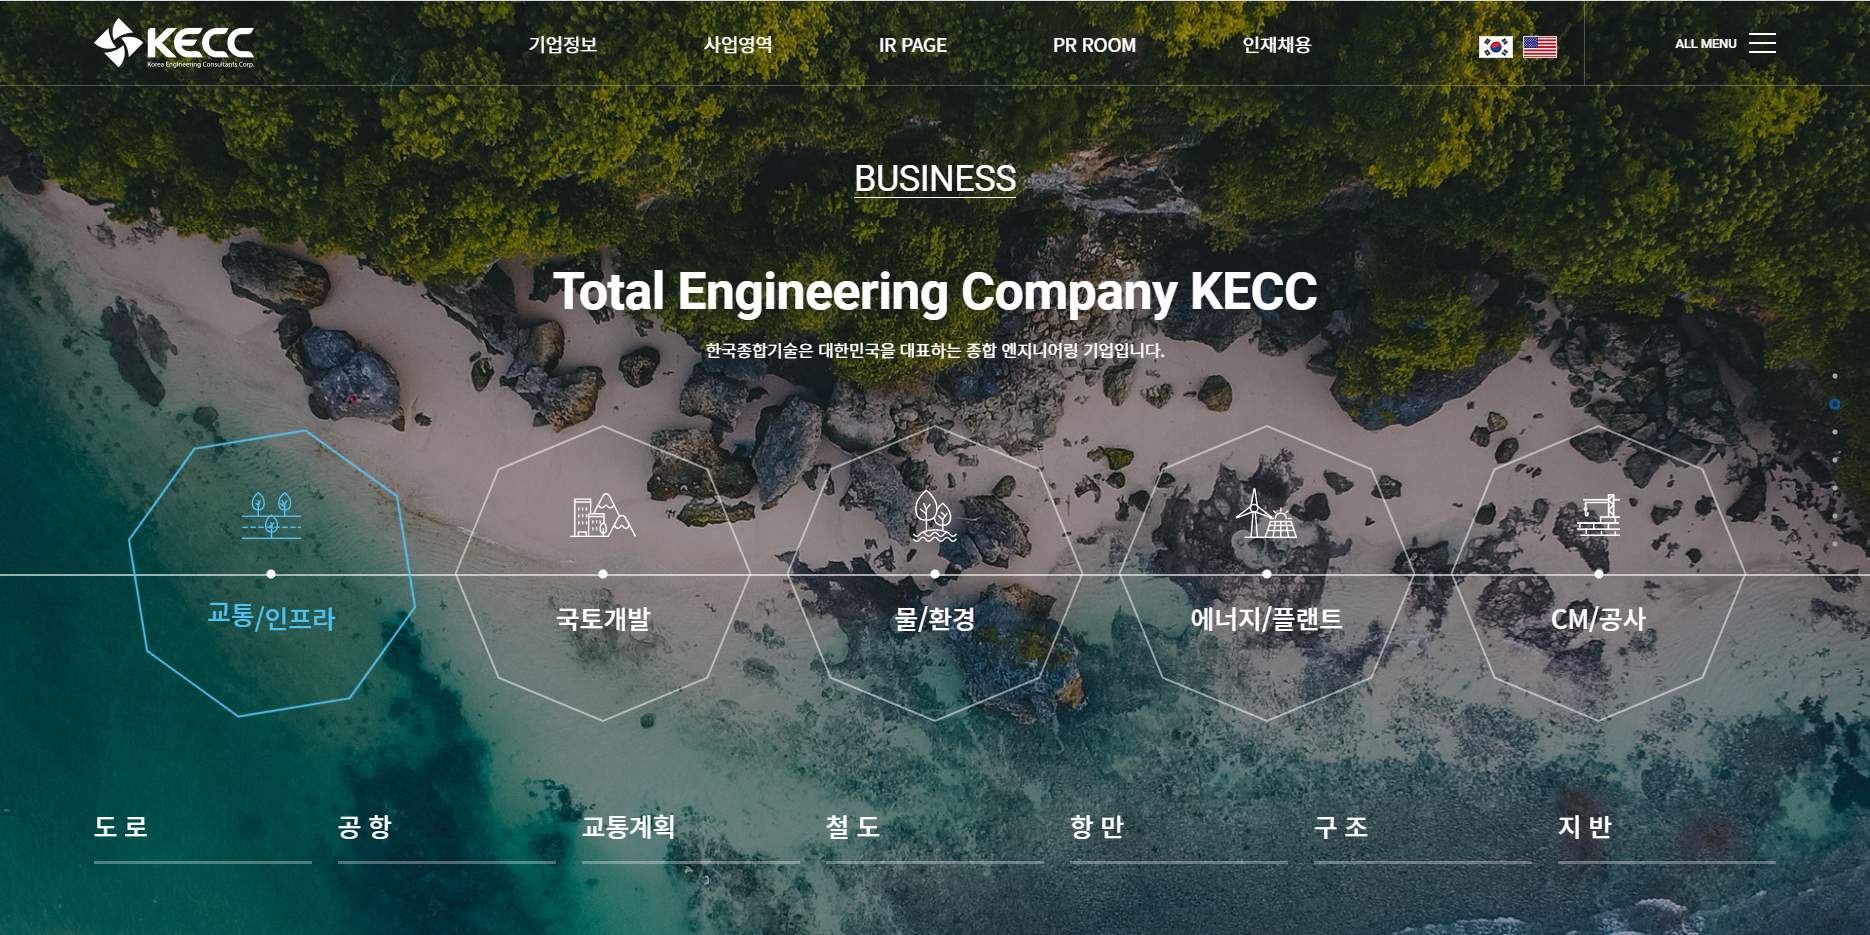 KECC
Korea Engineering Consultants Corp.
기업정보
사업영역
IR PAGE
PR ROOM
인재채용
ALL MENU
BUSINESS
Total Engineering Company KECC
한국종합기술은 대한민국을 대표하는 종합 엔지니어링 기업입니다.
교통/인프라
국토개발
물/환경
에너지/플랜트
CM/공사
도 로
공 항
교통계획
철 도
항 만
구 조
지 반